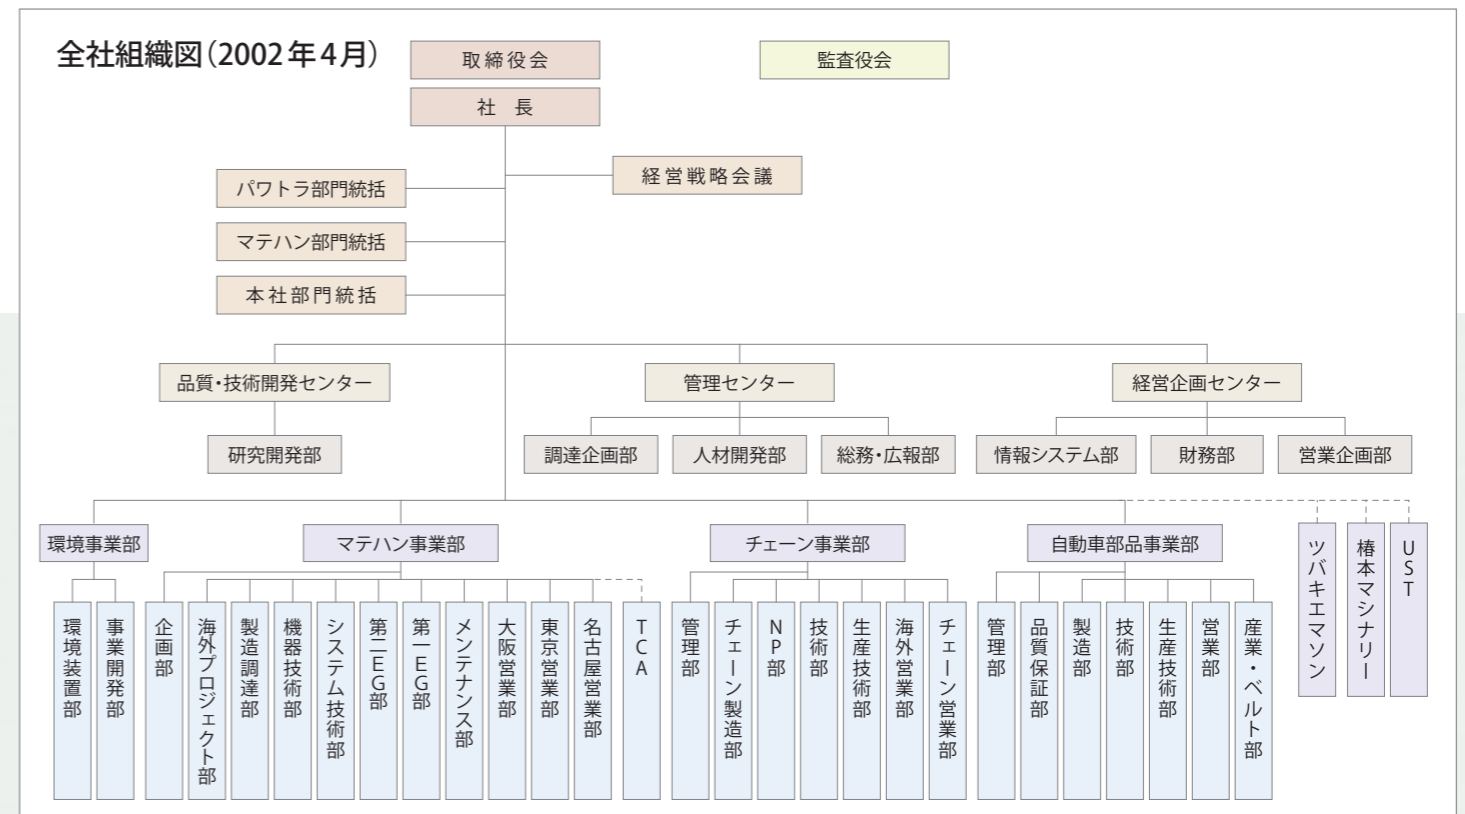 全社組織図（2002年4月）
取締役会
監査役会
社長
経営戦略会議
パワトラ部門統括
マテハン部門統括
本社部門統括
品質・技術開発センター
管理センター
経営企画センター
研究開発部
調達企画部
人材開発部
総務・広報部
情報システム部
財務部
営業企画部
環境事業部
マテハン事業部
チェーン事業部
自動車部品事業部
ツバキエマソン
椿本マシナリー
UST
環境装置部
事業開発部
企画部
海外プロジェクト部
製造調達部
機器技術部
システム技術部
第二EG部
第一EG部
メンテナンス部
大阪営業部
東京営業部
名古屋営業部
TCA
管理部
チェーン製造部
NP部
技術部
生産技術部
海外営業部
チェーン営業部
管理部
品質保証部
製造部
技術部
生産技術部
営業部
産業・ベルト部